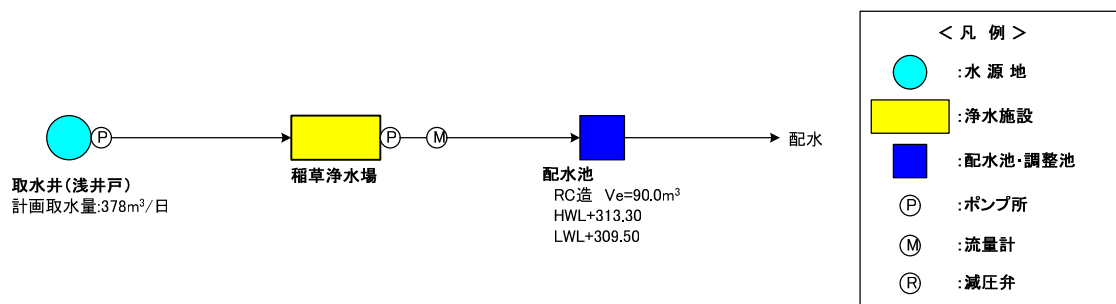 P
取水井(浅井戸)
計画取水量:378m³/日
P
M
稲草浄水場
配水池
RC造 Ve=90.0m³
HWL+313.30
LWL+309.50
配水
<凡 例>
:水 源 地
:浄水施設
:配水池・調整池
P :ポンプ所
M :流量計
R :減圧弁